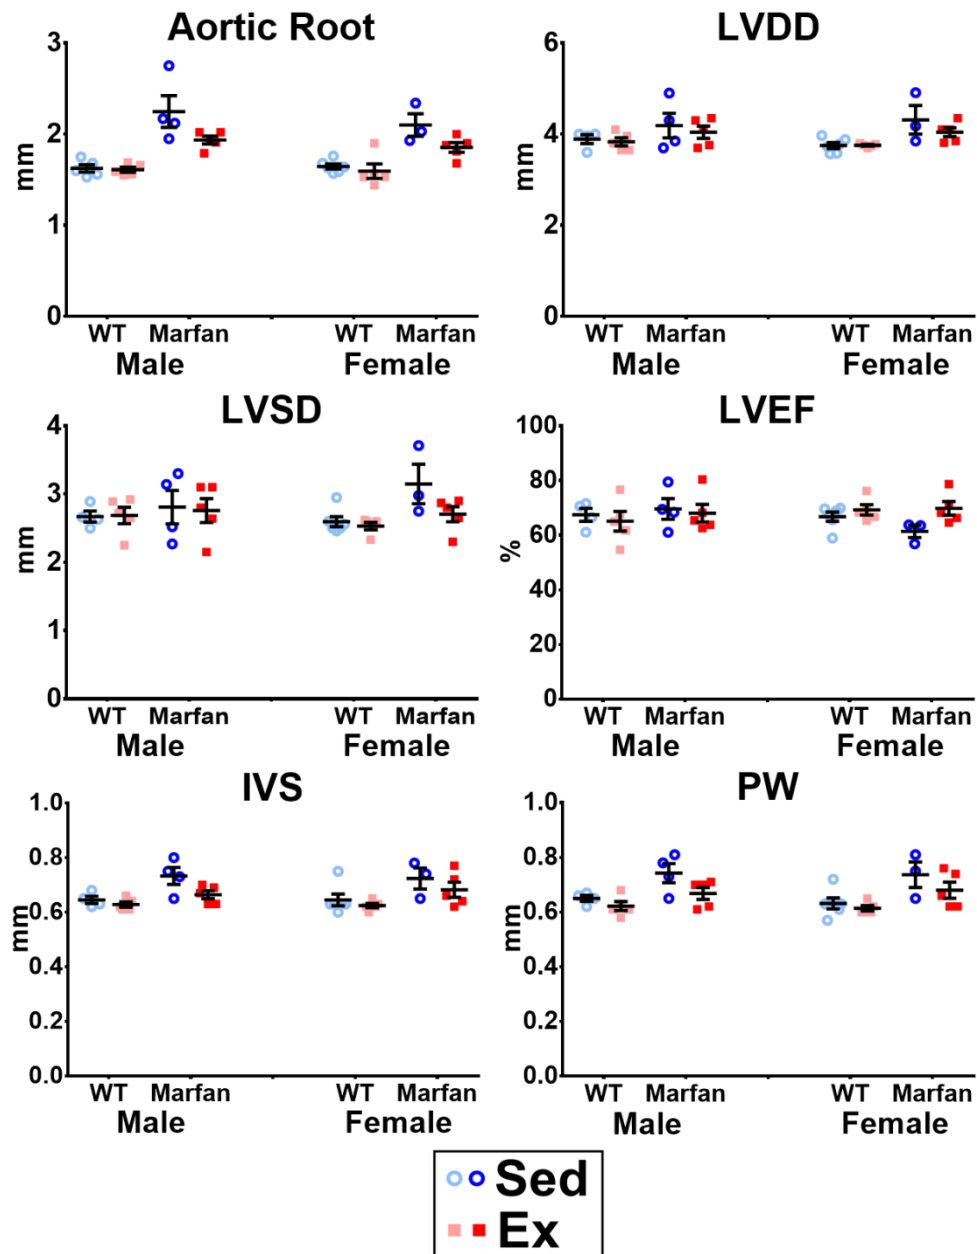 Aortic Root
3
2
1
0
mm
WT Marfan WT Marfan
Male Female
LVDD
6
4
2
0
mm
WT Marfan WT Marfan
Male Female
LVSD
4
3
2
1
0
mm
WT Marfan WT Marfan
Male Female
LVEF
100
80
60
40
20
0
%
WT Marfan WT Marfan
Male Female
IVS
1.0
0.8
0.6
0.4
0.2
0.0
mm
WT Marfan WT Marfan
Male Female
PW
1.0
0.8
0.6
0.4
0.2
0.0
mm
WT Marfan WT Marfan
Male Female
Sed
Ex